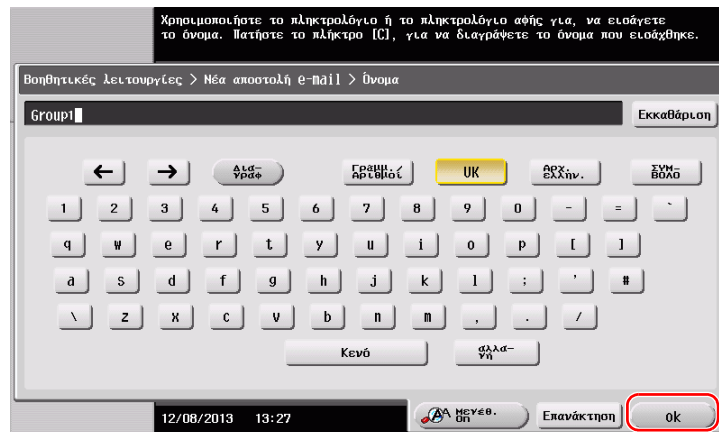 Χρησιμοποιήστε το πληκτρολόγιο ή το πληκτρολόγιο αφής για, να εισάγετε
το όνομα. Πατήστε το πλήκτρο [C], για να διαγράψετε το όνομα που εισάχθηκε.
Βοηθητικές λειτουργίες > Νέα αποστολή e-mail > Όνομα
Group1 Εκκαθάριση
← → Δια-
γράφ Γραμμ./
Αριθμοί UK Αρχ.
ελλην. ΣΥΜ-
ΒΟΛΟ
1 2 3 4 5 6 7 8 9 0 - = `
q w e r t y u i o p [ ]
a s d f g h j k l ; ' #
\ z x c v b n m , . /
Κενό αλλα-
γή
12/08/2013 13:27 Μεγέθ.
on Επανάκτηση ok